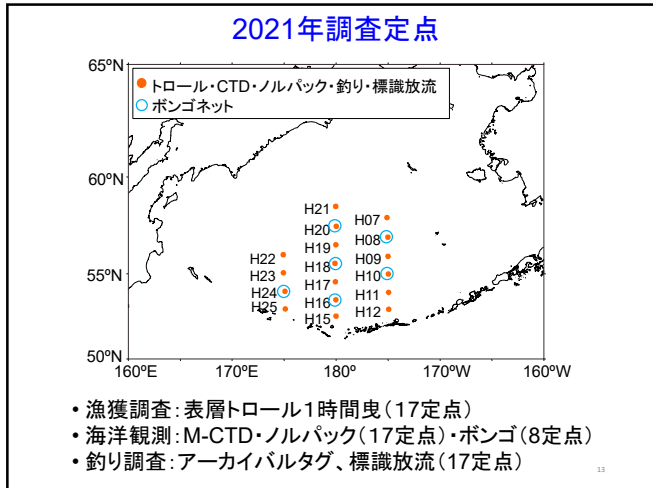 2021年調査定点
65ºN
トロール・CTD・ノルパック・釣り・標識放流
ボンゴネット
60ºN
H21
H07
H20
H08
H19
H22
H09
H18
H23
H10
H17
H24
H11
H16
H25
H12
H15
55ºN
50ºN
160ºE
170ºE
180º
170ºW
160ºW
• 漁獲調査：表層トロール１時間曳（17定点）
• 海洋観測：M-CTD・ノルパック（17定点）・ボンゴ（8定点）
• 釣り調査：アーカイバルタグ、標識放流（17定点）
13